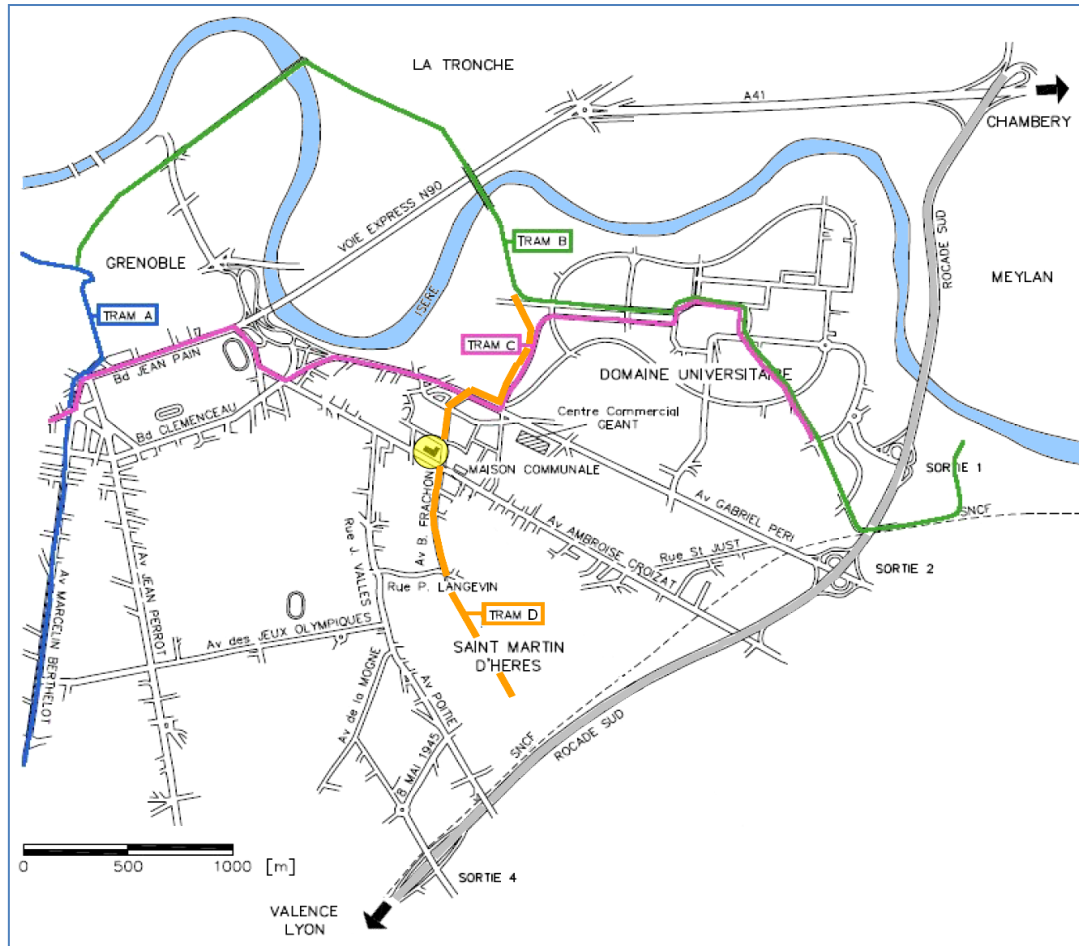 LA TRONCHE
A41
CHAMBERY
VOIE EXPRESS N90
ROCADE SUD
TRAM B
GRENOBLE
MEYLAN
ISERE
TRAM A
TRAM C
Bd JEAN PAIN
DOMAINE UNIVERSITAIRE
Bd CLEMENCEAU
Centre Commercial
GEANT
MAISON COMMUNALE
SORTIE 1
Av B. FRACHON
Av GABRIEL PERI
SNCF
Av AMBROISE CROIZAT
Rue St JUST
Rue J. VALLES
SORTIE 2
Av JEAN PERROT
Av MARCELIN BERTHELOT
Rue P. LANGEVIN
TRAM D
Av des JEUX OLYMPIQUES
SAINT MARTIN
D'HERES
Av de la MOGNE
Av POITIE
8 MAI 1945
SNCF
ROCADE SUD
0 500 1000 [m]
SORTIE 4
VALENCE
LYON